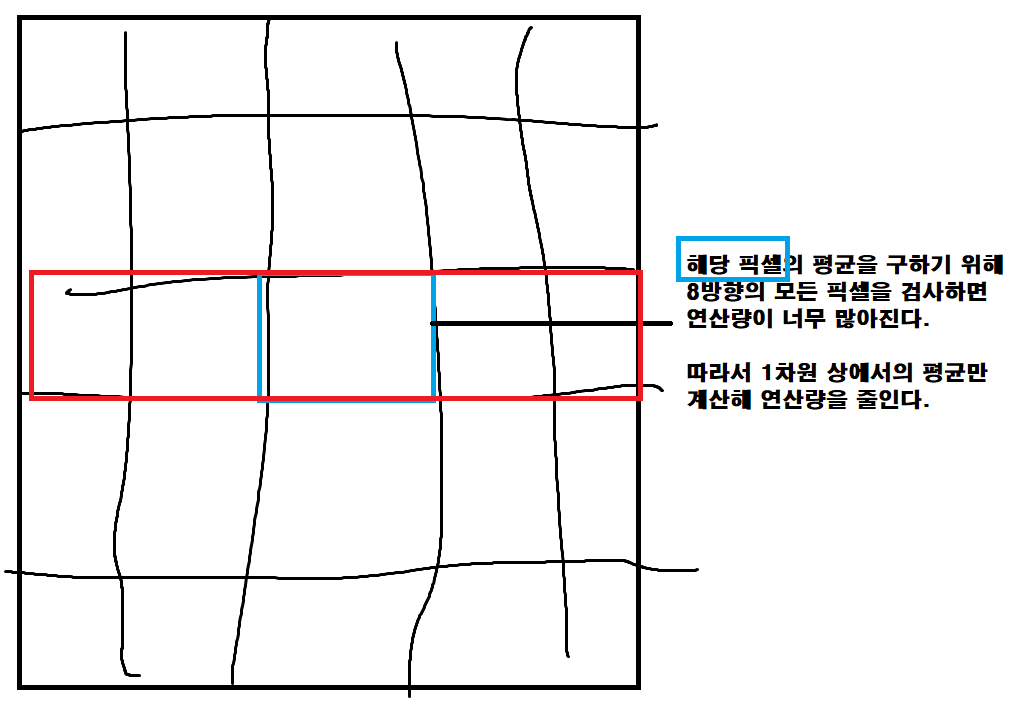 해당 픽셀의 평균을 구하기 위해
8방향의 모든 픽셀을 검사하면
연산량이 너무 많아진다.
따라서 1차원 상에서의 평균만
계산해 연산량을 줄인다.